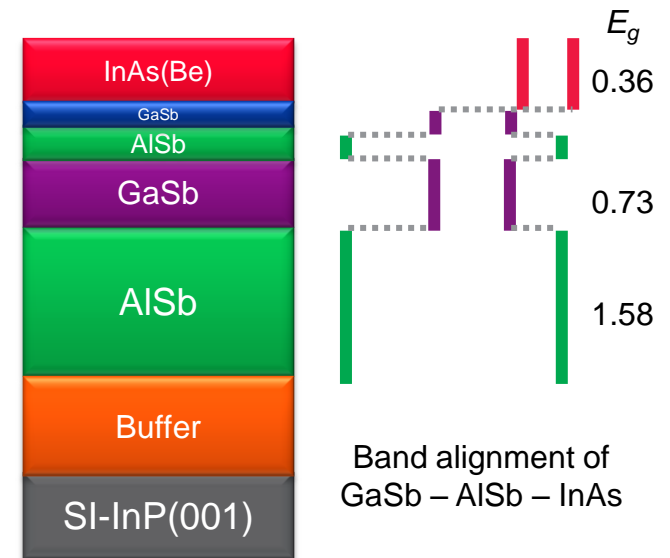 InAs(Be)
GaSb
AlSb
GaSb
AlSb
Buffer
SI-InP(001)
Eg
0.36
0.73
1.58
Band alignment of
GaSb – AlSb – InAs